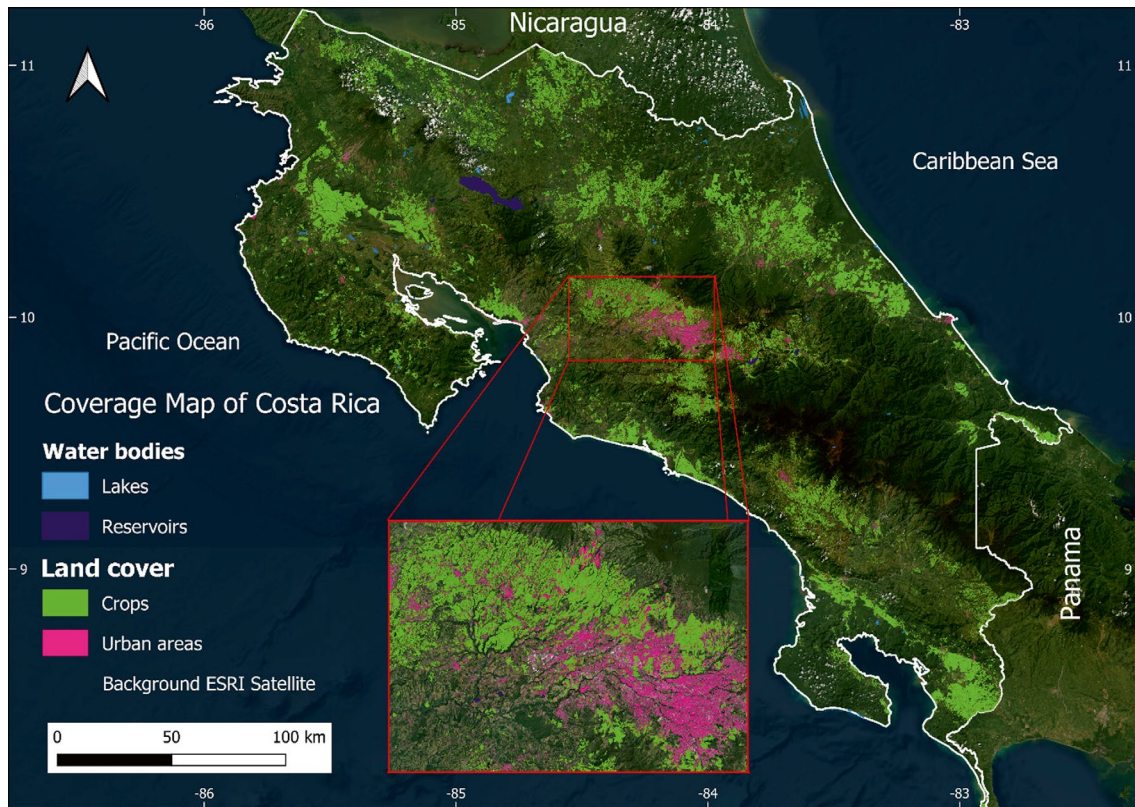 -86 -85 -84 -83
Nicaragua
11 11
Caribbean Sea
10 10
Pacific Ocean
Coverage Map of Costa Rica
Water bodies
Lakes
Reservoirs
9 9
Land cover
Crops
Urban areas
Background ESRI Satellite
Panama
0 50 100 km
-86 -85 -84 -83